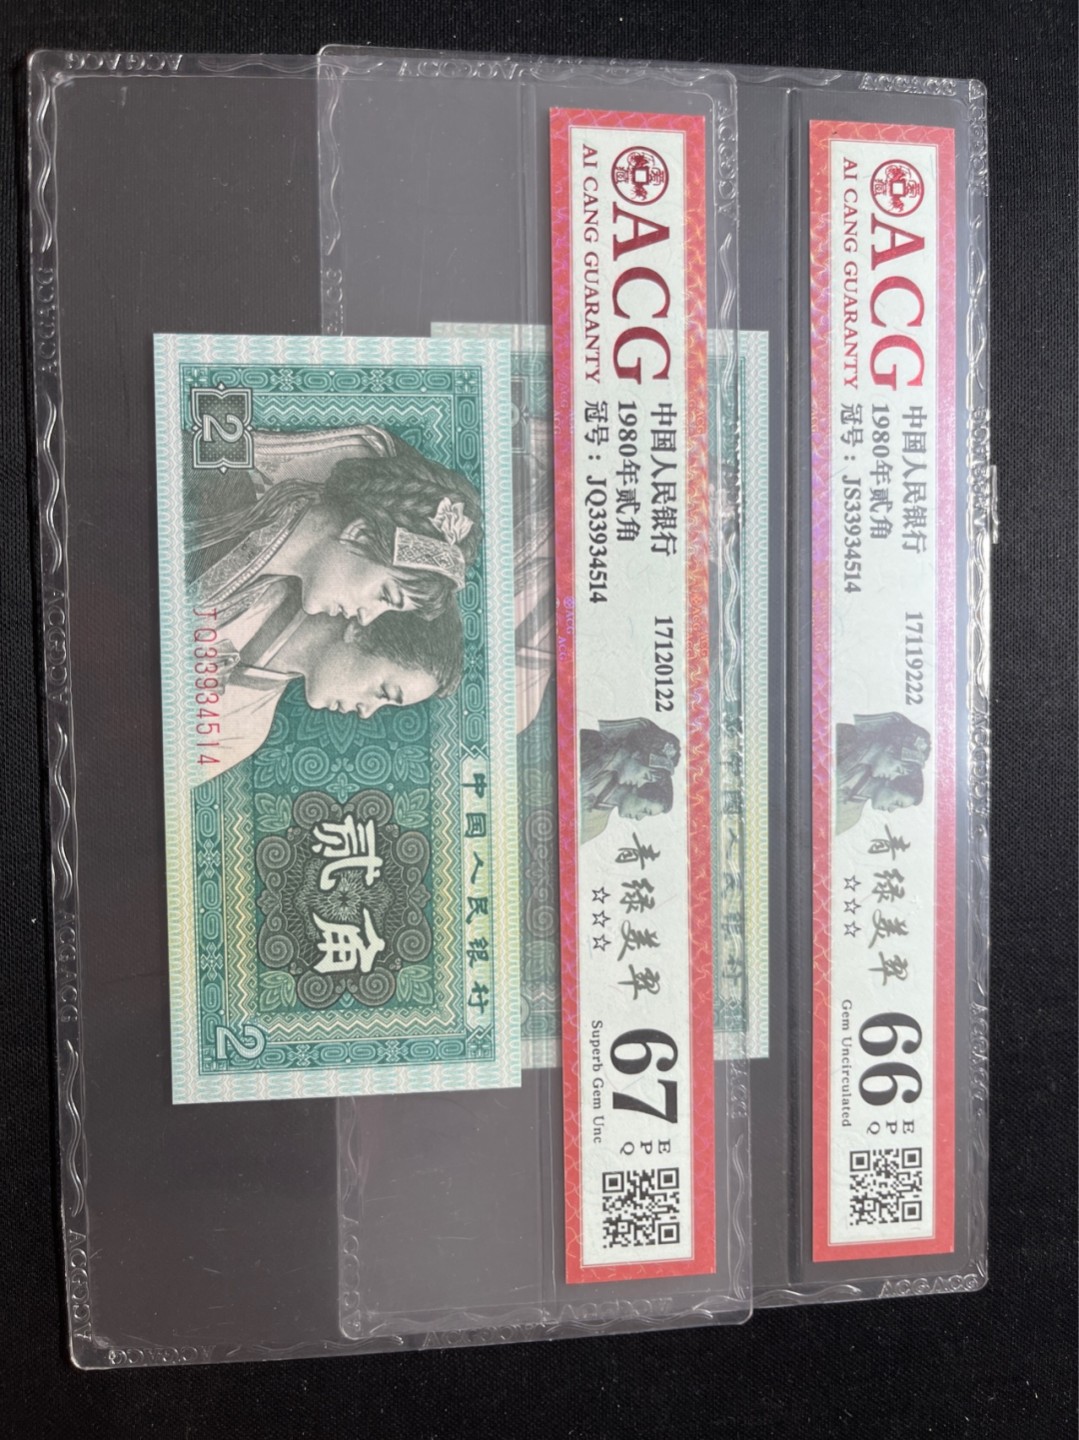 ACG
AI CANG GUARANTY
中国人民银行
1980年贰角
冠号：JS33934514
17119222
青绿美翠
☆☆☆
66
EPQ
Gem Uncirculated
ACG
AI CANG GUARANTY
中国人民银行
1980年贰角
冠号：JQ33934514
17120122
青绿美翠
☆☆☆
67
EPQ
Superb Gem Unc
中国人民银行
贰角
2
JQ33934514
2